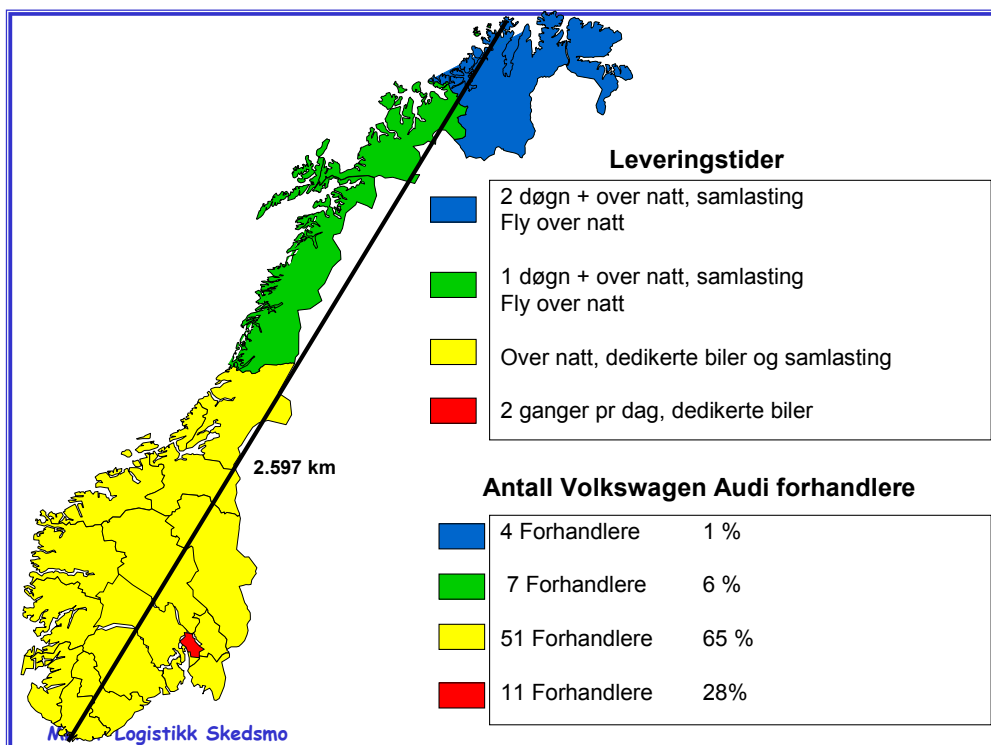 Leveringstider
2 døgn + over natt, samlasting
Fly over natt
1 døgn + over natt, samlasting
Fly over natt
Over natt, dedikerte biler og samlasting
2 ganger pr dag, dedikerte biler
2.597 km
Antall Volkswagen Audi forhandlere
4 Forhandlere 1 %
7 Forhandlere 6 %
51 Forhandlere 65 %
11 Forhandlere 28%
Logistikk Skedsmo